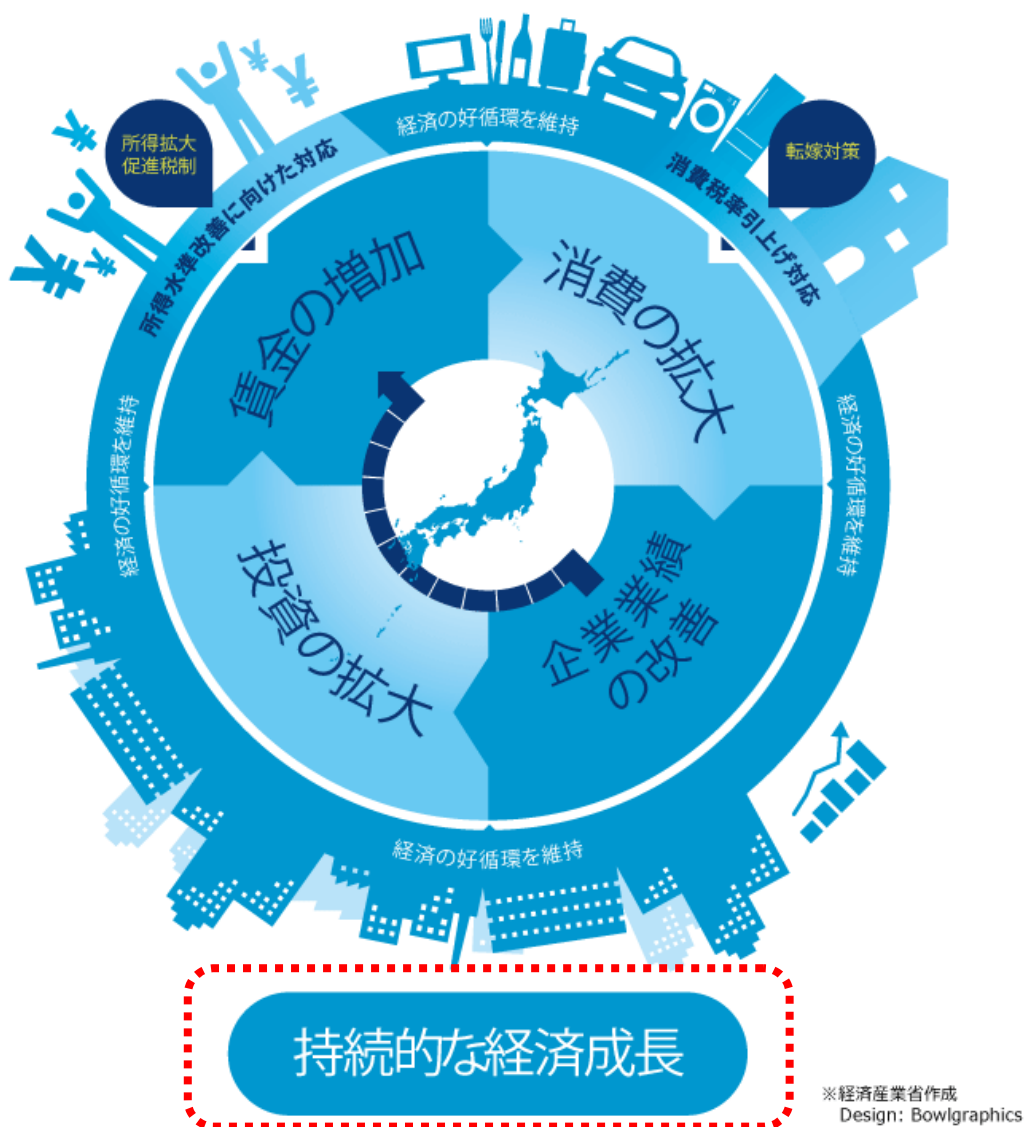 経済の好循環を維持
所得拡大
促進税制
転嫁対策
所得水準改善に向けた対応
消費税率引上げ対応
賃金の増加
消費の拡大
経済の好循環を維持
経済の好循環を維持
投資の拡大
企業業績
の改善
経済の好循環を維持
持続的な経済成長
※経済産業省作成
Design: Bowlgraphics